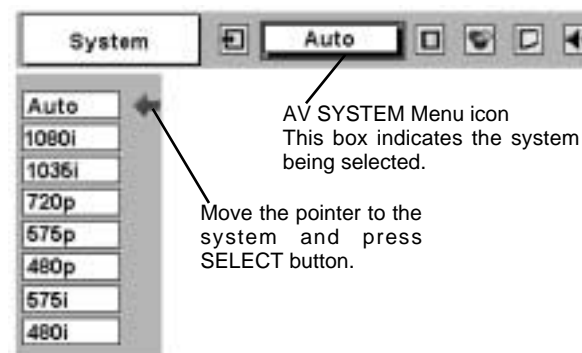 System
Auto
Auto
1080i
1035i
720p
575p
480p
575i
480i
AV SYSTEM Menu icon
This box indicates the system
being selected.
Move the pointer to the
system and press
SELECT button.